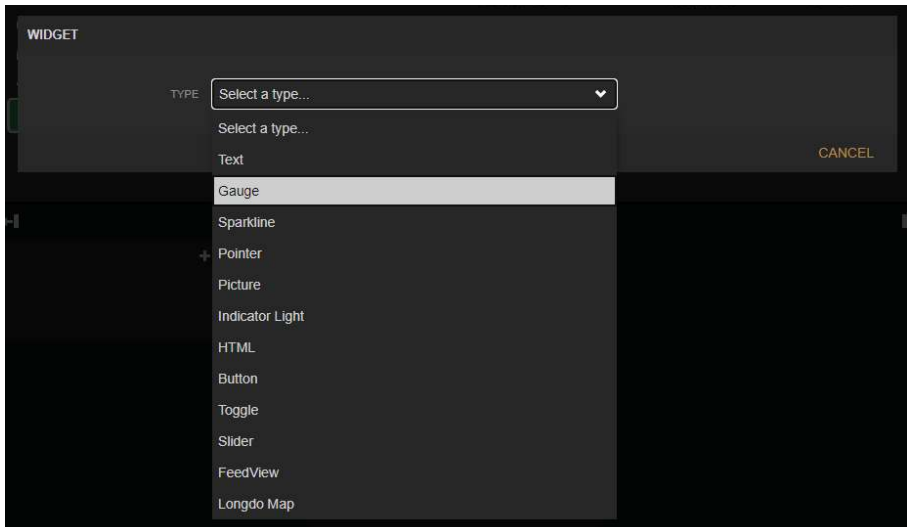 WIDGET
TYPE Select a type...
Select a type...
Text
CANCEL
Gauge
Sparkline
Pointer
Picture
Indicator Light
HTML
Button
Toggle
Slider
FeedView
Longdo Map